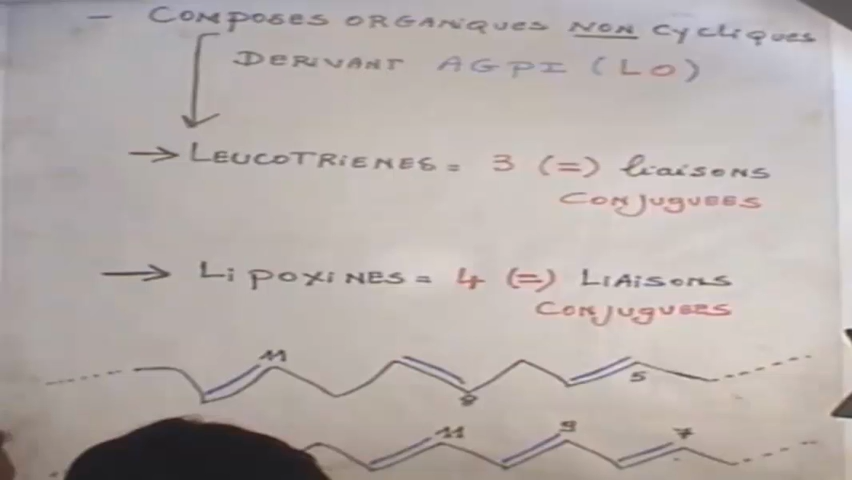 - COMPOSES ORGANIQUES NON CYCLIQUES
DERIVANT AGPI (LO)
→ LEUCOTRIENES = 3 (=) liaisons
CONJUGUEES
→ LIPOXINES = 4 (=) LIAISONS
CONJUGUEES
11 8 5
11 9 7